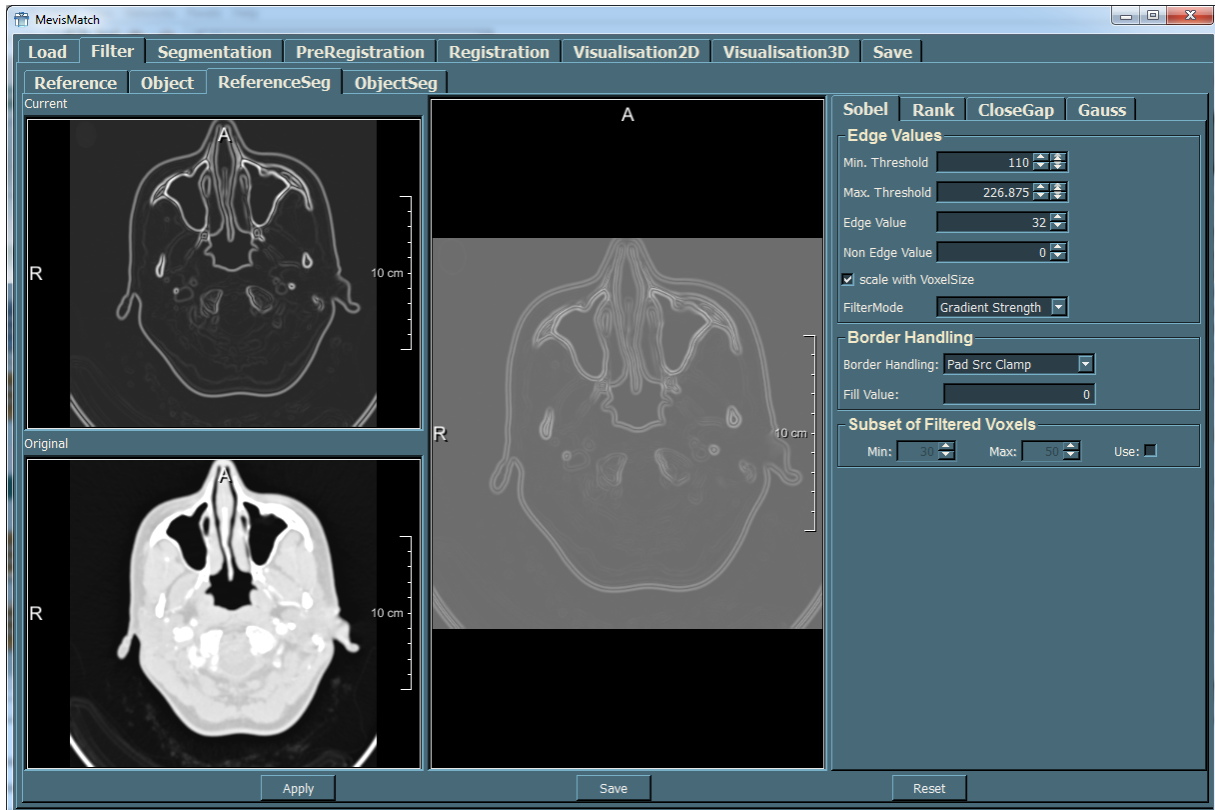 MevisMatch
Load Filter Segmentation PreRegistration Registration Visualisation2D Visualisation3D Save
Reference Object ReferenceSeg ObjectSeg
Current
A
R
10 cm
Original
A
R
10 cm
A
R
10 cm
Sobel Rank CloseGap Gauss
Edge Values
Min. Threshold 110
Max. Threshold 226.875
Edge Value 32
Non Edge Value 0
scale with VoxelSize
FilterMode Gradient Strength
Border Handling
Border Handling: Pad Src Clamp
Fill Value: 0
Subset of Filtered Voxels
Min: 30 Max: 50 Use:
Apply Save Reset